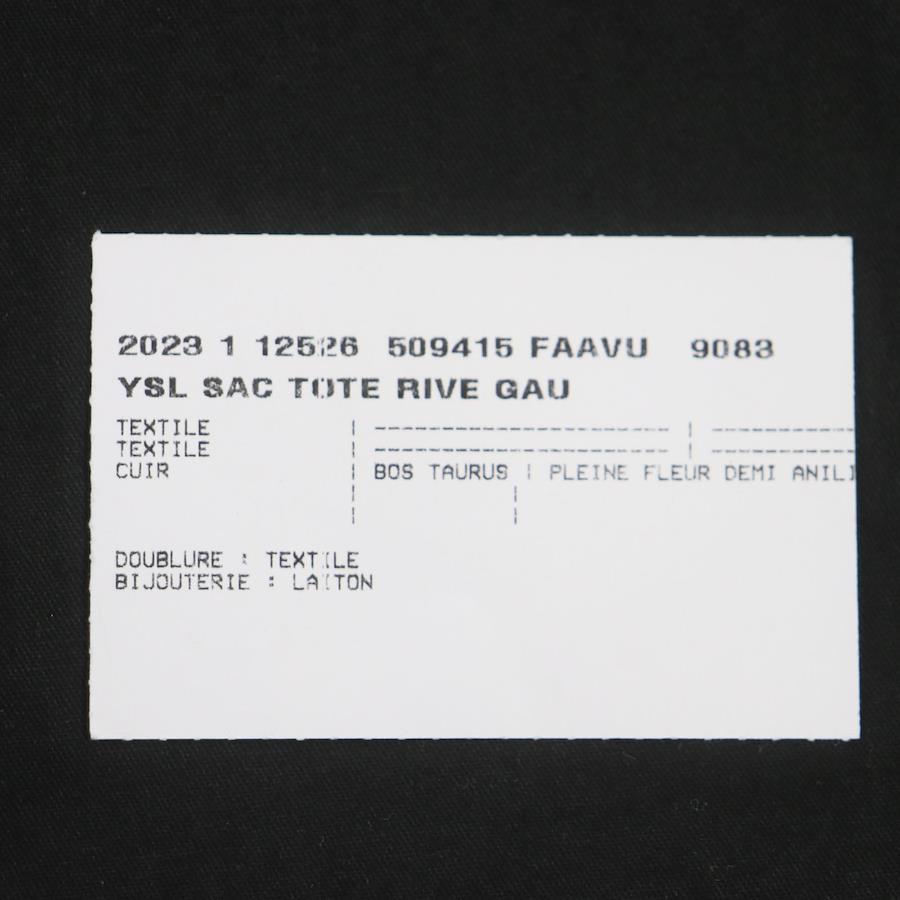 2023 1 12526 509415 FAAVU 9083
YSL SAC TOTE RIVE GAU
TEXTILE | ---------------------- | -----------
TEXTILE | ---------------------- | -----------
CUIR | BOS TAURUS | PLEINE FLEUR DEMI ANILI
DOUBLURE : TEXTILE
BIJOUTERIE : LAITON